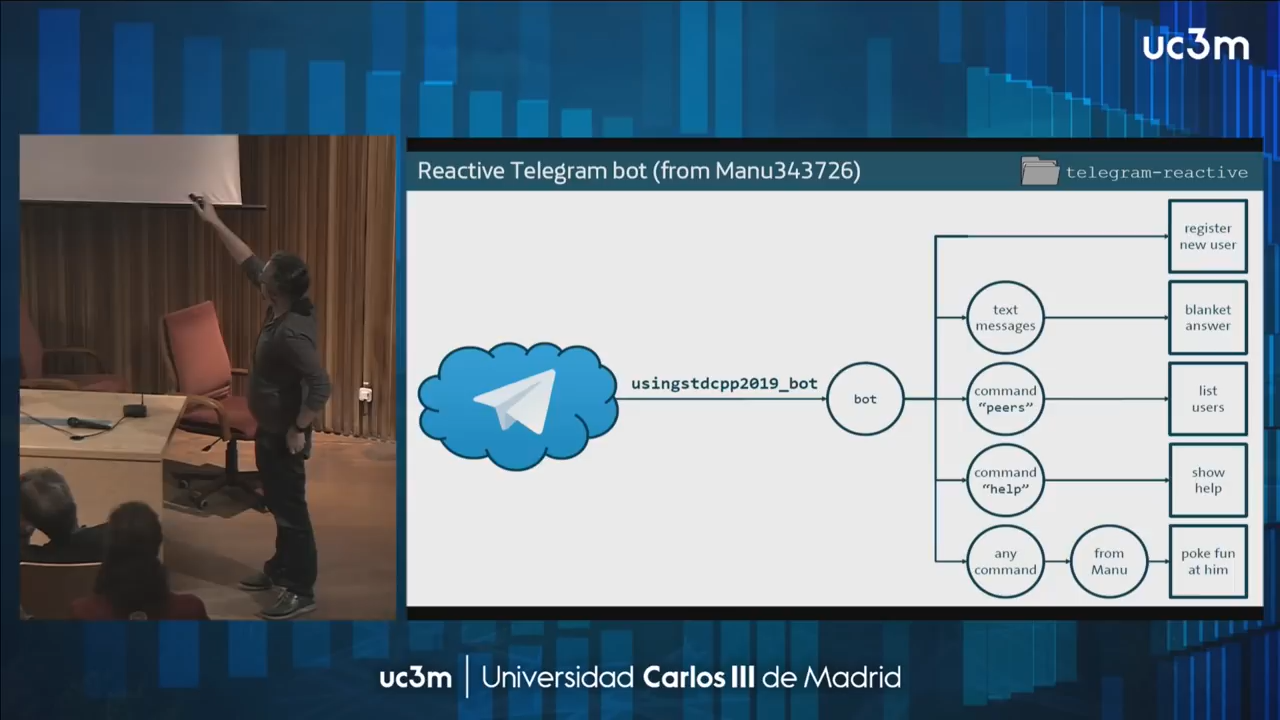 uc3m
Reactive Telegram bot (from Manu343726)
telegram-reactive
register
new user
text
messages
blanket
answer
usingstdcpp2019_bot
bot
command
“peers”
list
users
command
“help”
show
help
any
command
from
Manu
poke fun
at him
uc3m | Universidad Carlos III de Madrid